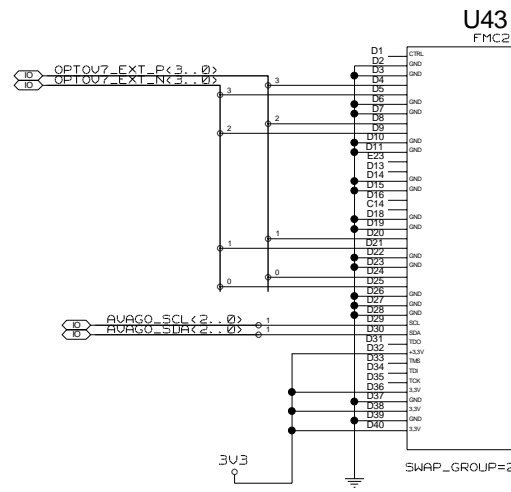 U43
FMC2
D1 CTRL
D2 GND
OPTOV7_EXT_P<3..0>
IO
D3 GND
OPTOV7_EXT_N<3..0>
IO
3 D4
3 D5
D6 GND
D7 GND
2 D8
2 D9
D10 GND
D11 GND
E23
D13
D14 GND
D15 GND
D16
C14
D18 GND
D19 GND
1 D20
1 D21
D22 GND
D23 GND
0 D24
0 D25
D26 GND
D27 GND
D28 GND
IO AVAGO_SCL<2..0> 1 D29 SCL
IO AVAGO_SDA<2..0> 1 D30 SDA
D31 TDO
D32 +3.3V
D33 TMS
D34 TDI
D35 TCK
D36 3.3V
D37 GND
D38 3.3V
D39 GND
D40 3.3V
3V3
SWAP_GROUP=2